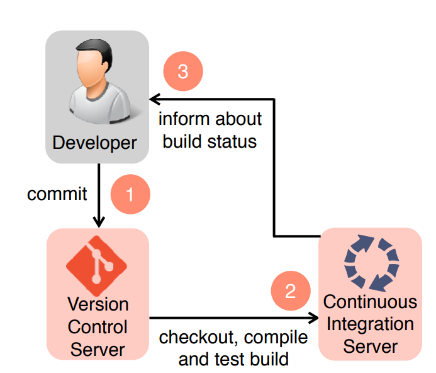 3
Developer
inform about
build status
commit
1
Version
Control
Server
2
checkout, compile
and test build
Continuous
Integration
Server